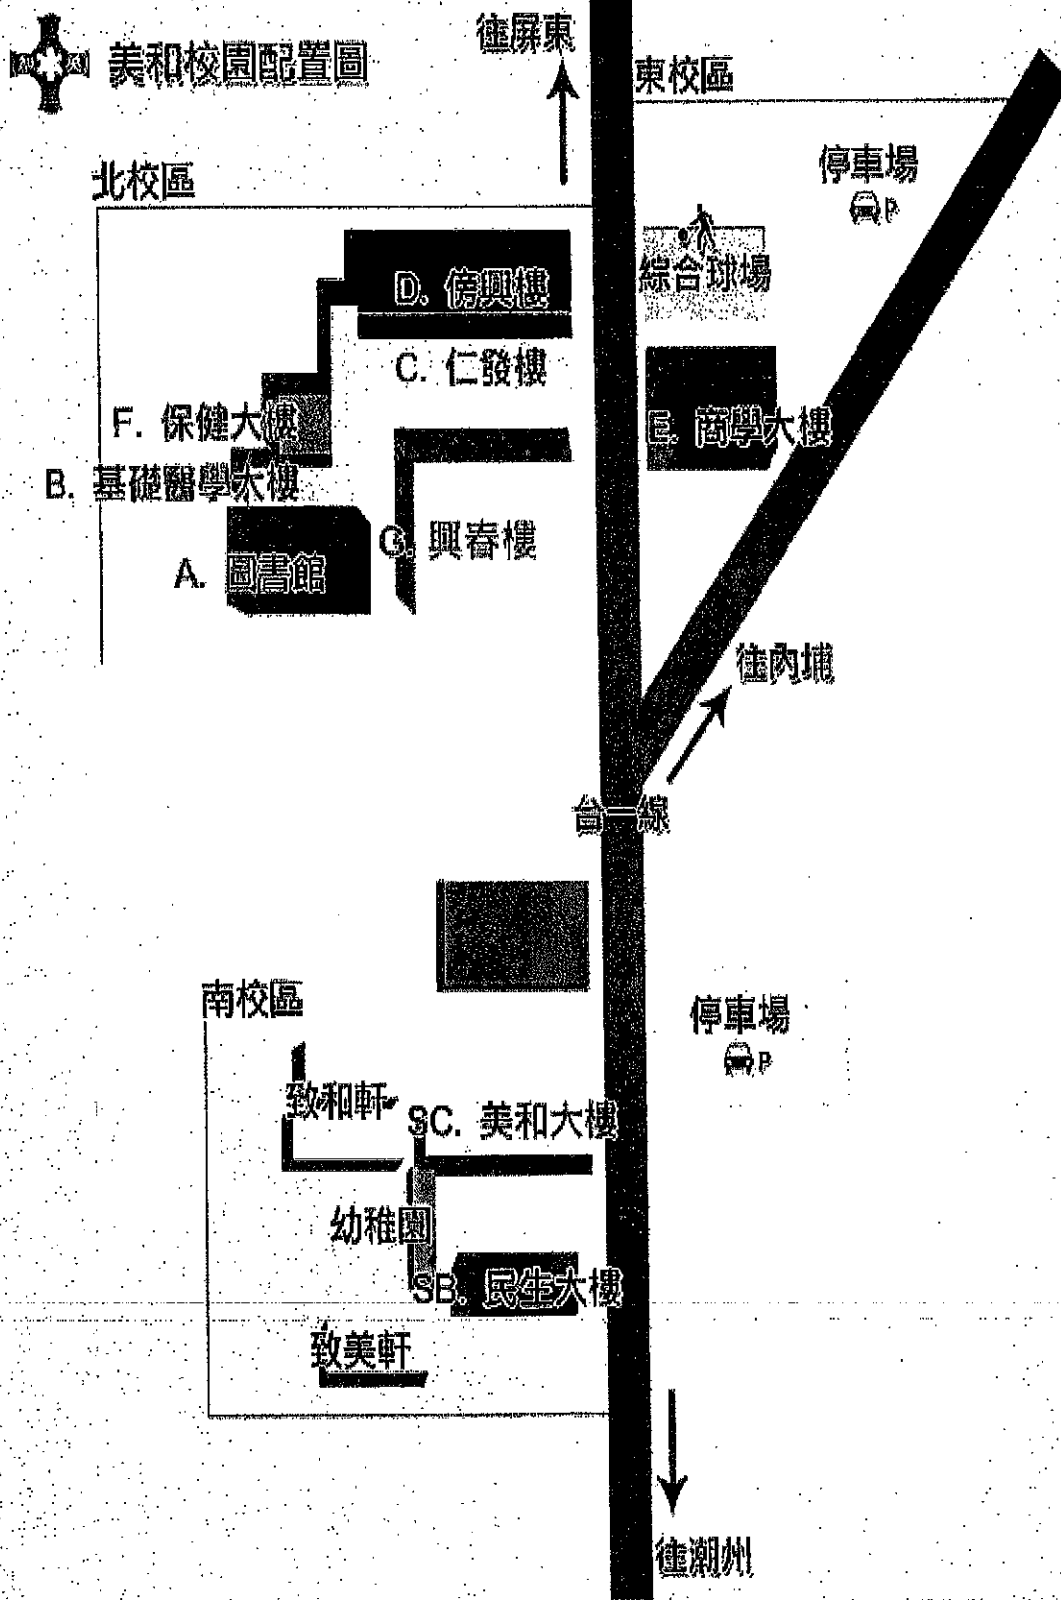 美和校園配置圖
往屏東
東校區
停車場
P
北校區
綜合球場
D. 傍興樓
C. 仁發樓
F. 保健大樓
E. 商學大樓
B. 基礎醫學大樓
G. 興春樓
A. 圖書館
往內埔
台一線
南校區
停車場
P
致和軒
SC. 美和大樓
幼稚園
SB. 民生大樓
致美軒
往潮州